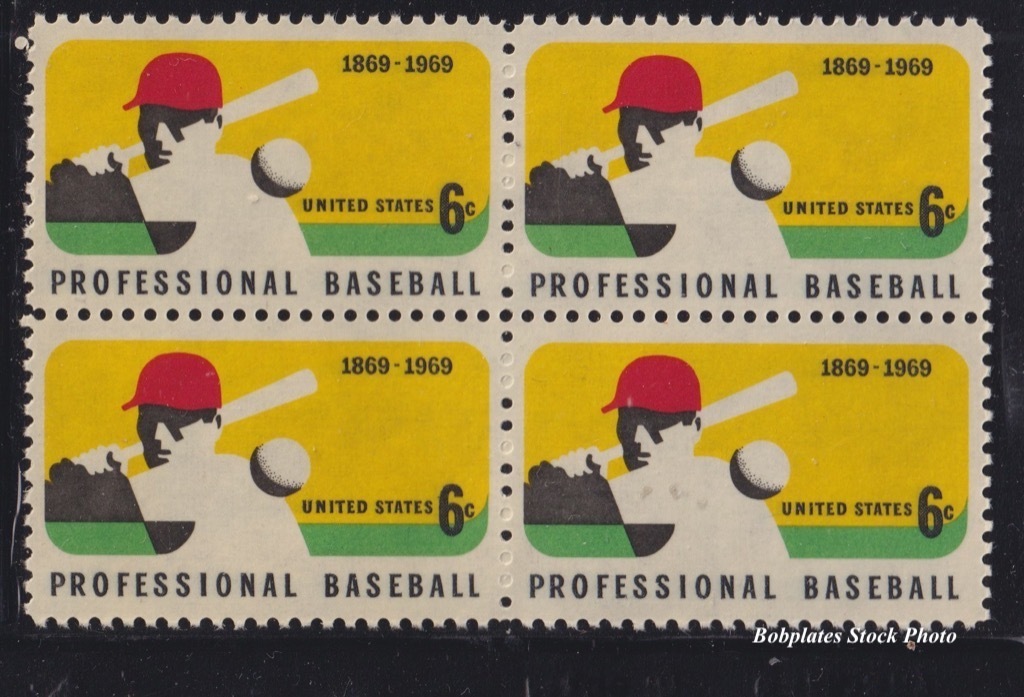 1869-1969
UNITED STATES 6c
PROFESSIONAL BASEBALL
1869-1969
UNITED STATES 6c
PROFESSIONAL BASEBALL
1869-1969
UNITED STATES 6c
PROFESSIONAL BASEBALL
1869-1969
UNITED STATES 6c
PROFESSIONAL BASEBALL
Bobplates Stock Photo